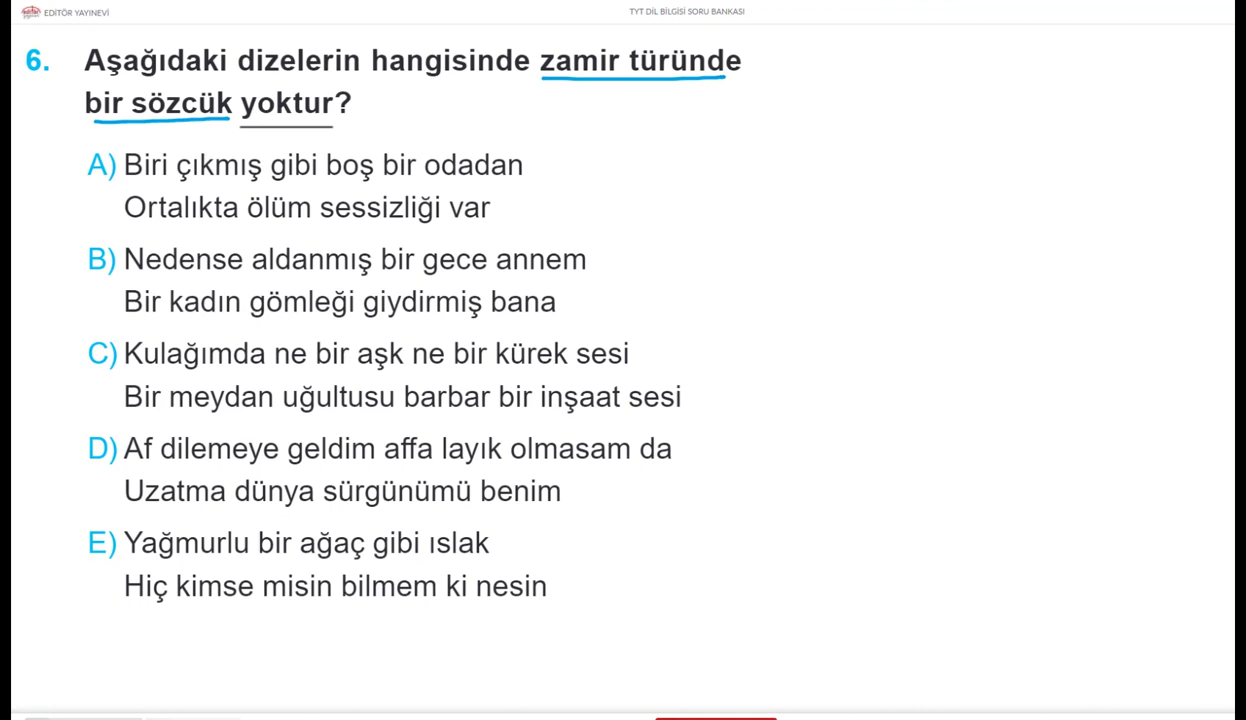 EDİTÖR YAYINEVİ
TYT DİL BİLGİSİ SORU BANKASI
6. Aşağıdaki dizelerin hangisinde zamir türünde
bir sözcük yoktur?
A) Biri çıkmış gibi boş bir odadan
Ortalıkta ölüm sessizliği var
B) Nedense aldanmış bir gece annem
Bir kadın gömleği giydirmiş bana
C) Kulağımda ne bir aşk ne bir kürek sesi
Bir meydan uğultusu barbar bir inşaat sesi
D) Af dilemeye geldim affa layık olmasam da
Uzatma dünya sürgünümü benim
E) Yağmurlu bir ağaç gibi ıslak
Hiç kimse misin bilmem ki nesin